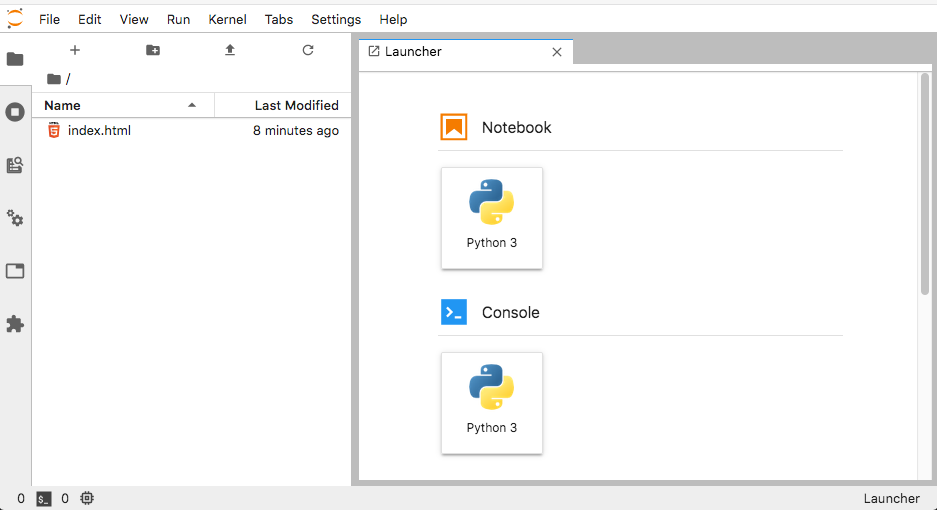 File Edit View Run Kernel Tabs Settings Help
Launcher
/
Name Last Modified
index.html 8 minutes ago
Notebook
Python 3
Console
Python 3
0 $_ 0 Launcher